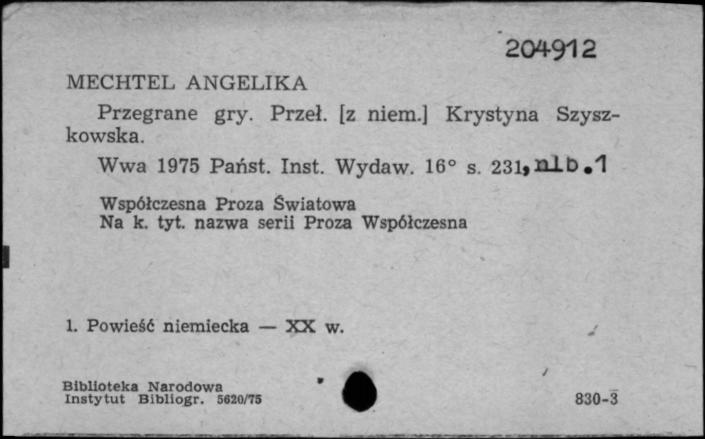 204912
MECHTEL ANGELIKA
Przegrane gry. Przeł. [z niem.] Krystyna Szysz-
kowska.
Wwa 1975 Państ. Inst. Wydaw. 16° s. 231, nlb.1
Współczesna Proza Światowa
Na k. tyt. nazwa serii Proza Współczesna
1. Powieść niemiecka — XX w.
Biblioteka Narodowa
Instytut Bibliogr. 5620/75
830-3